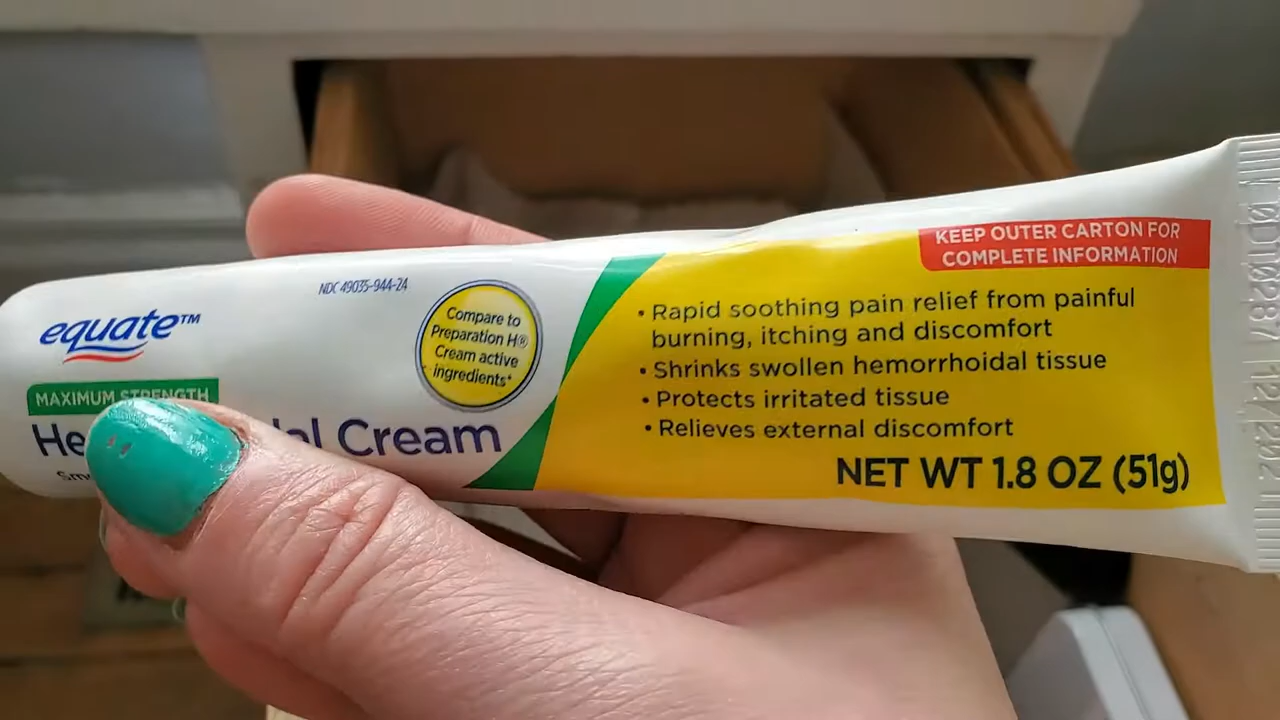 equate™
MAXIMUM STRENGTH
He dal Cream
NDC 49035-944-24
Compare to
Preparation H®
Cream active
ingredients*
KEEP OUTER CARTON FOR
COMPLETE INFORMATION
• Rapid soothing pain relief from painful
burning, itching and discomfort
• Shrinks swollen hemorrhoidal tissue
• Protects irritated tissue
• Relieves external discomfort
NET WT 1.8 OZ (51g)